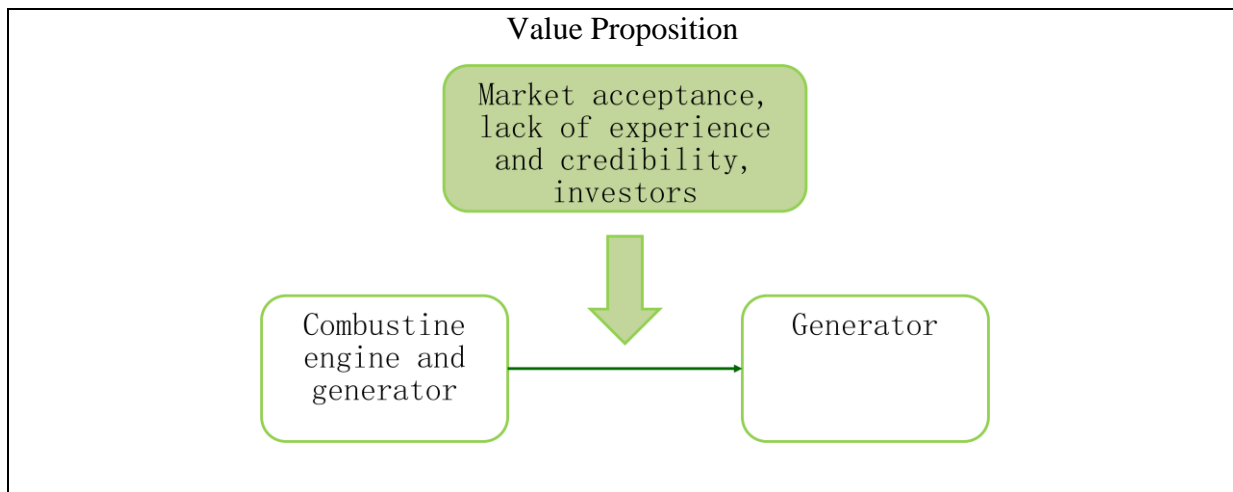 Value Proposition
Market acceptance,
lack of experience
and credibility,
investors
Combustine
engine and
generator
Generator